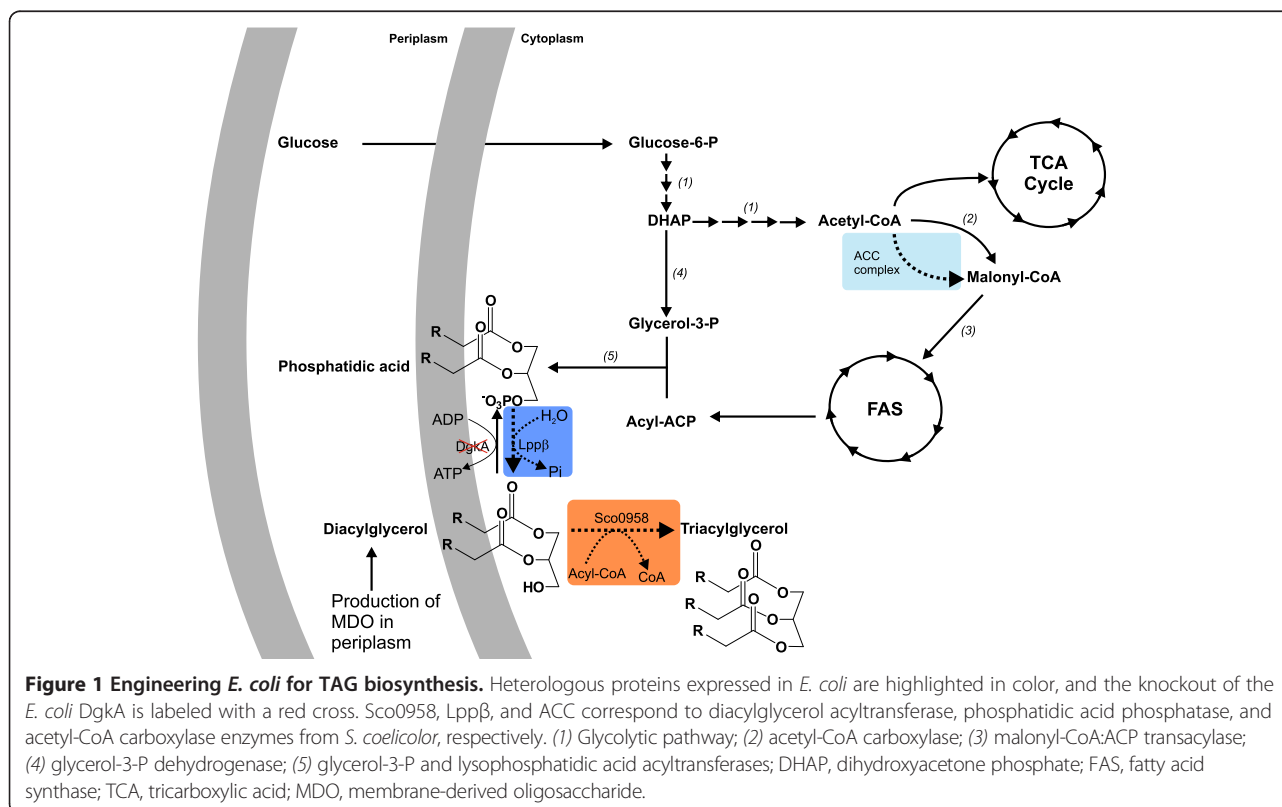 Periplasm
Cytoplasm
Glucose
Glucose-6-P
TCA
Cycle
(1)
DHAP
(1)
Acetyl-CoA
(2)
ACC
complex
Malonyl-CoA
(4)
(3)
Glycerol-3-P
O
O
R
O
R
O
Phosphatidic acid
(5)
FAS
-O3PO
Acyl-ACP
ADP
H2O
DgkA
Lppβ
ATP
Pi
O
O
Diacylglycerol
R
O
R
O
HO
Sco0958
Triacylglycerol
Acyl-CoA
CoA
O
O
R
O
O
R
O
R
O
Production of
MDO in
periplasm
Figure 1 Engineering E. coli for TAG biosynthesis. Heterologous proteins expressed in E. coli are highlighted in color, and the knockout of the
E. coli DgkA is labeled with a red cross. Sco0958, Lppβ, and ACC correspond to diacylglycerol acyltransferase, phosphatidic acid phosphatase, and
acetyl-CoA carboxylase enzymes from S. coelicolor, respectively. (1) Glycolytic pathway; (2) acetyl-CoA carboxylase; (3) malonyl-CoA:ACP transacylase;
(4) glycerol-3-P dehydrogenase; (5) glycerol-3-P and lysophosphatidic acid acyltransferases; DHAP, dihydroxyacetone phosphate; FAS, fatty acid
synthase; TCA, tricarboxylic acid; MDO, membrane-derived oligosaccharide.